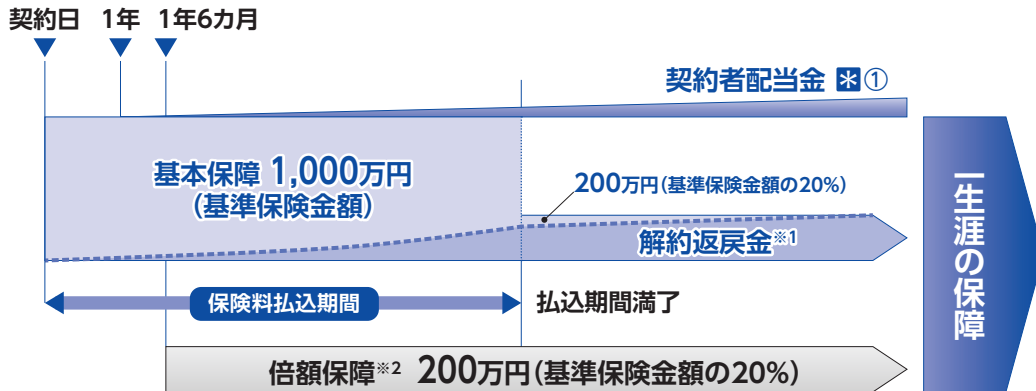 契約日 1年 1年6カ月
契約者配当金 ＊①
基本保障 1,000万円
(基準保険金額)
200万円(基準保険金額の20%)
解約返戻金※1
保険料払込期間
払込期間満了
倍額保障※2 200万円(基準保険金額の20%)
一生涯の保障